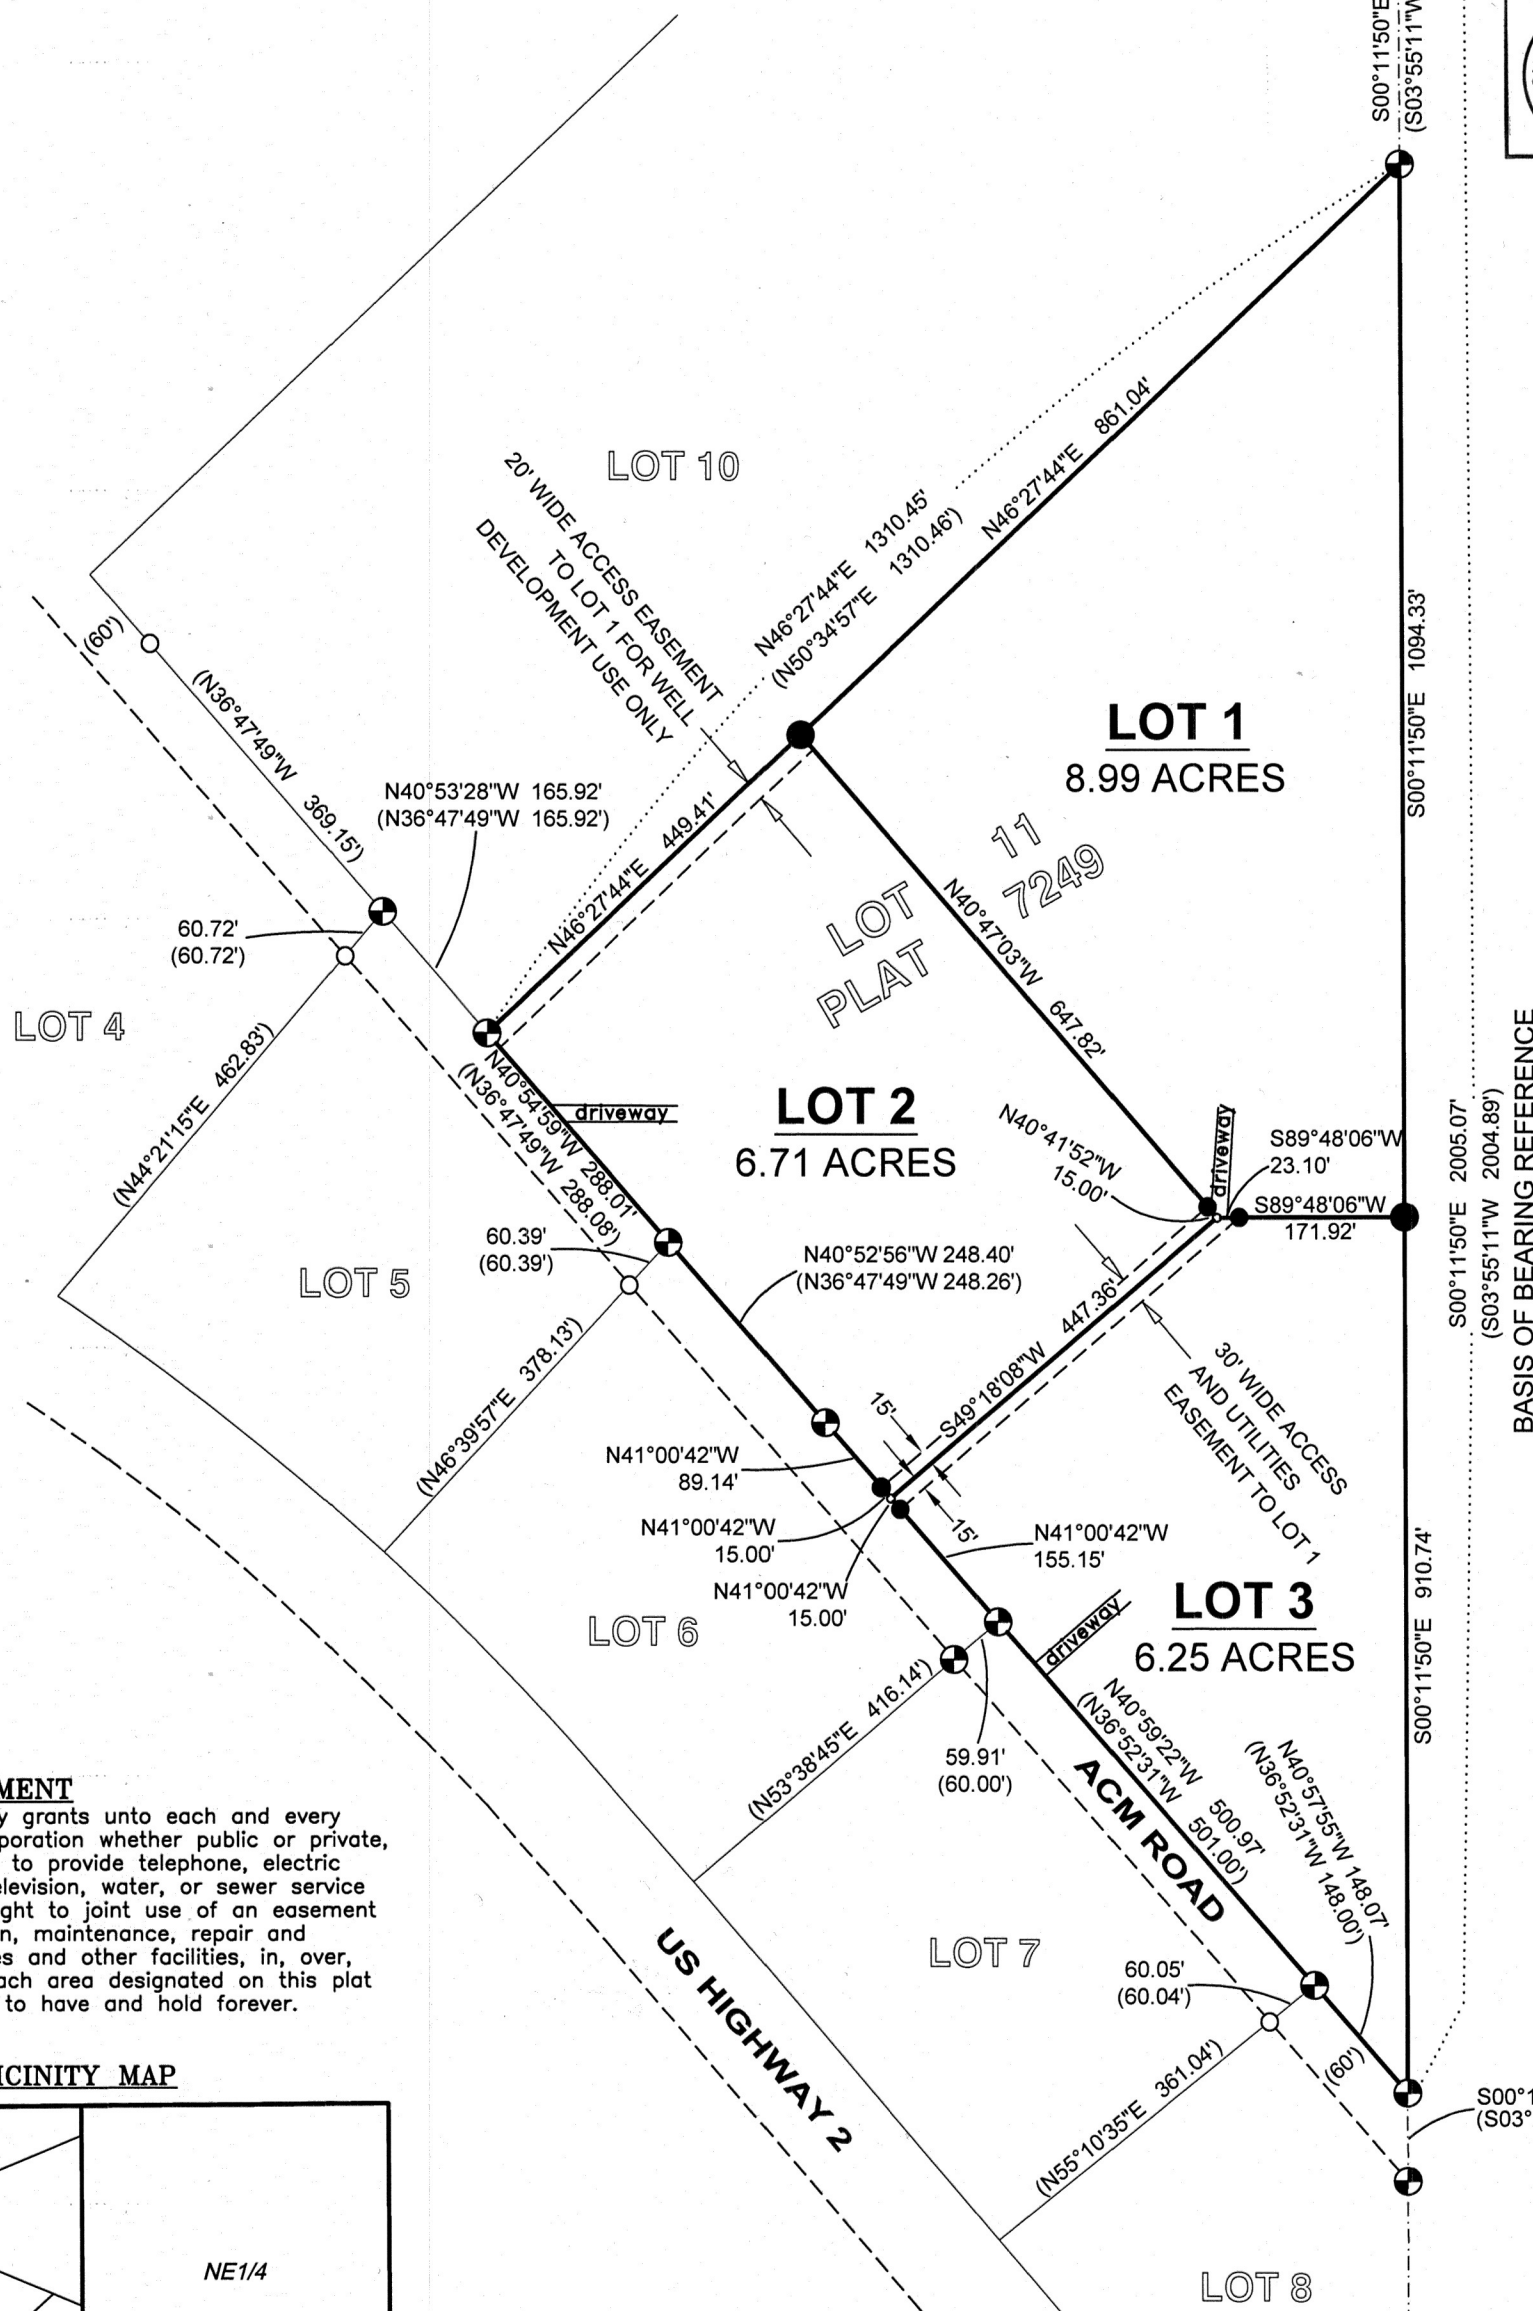 S00°11'50"E
(S03°55'11"W
LOT 10
20' WIDE ACCESS EASEMENT
TO LOT 1 FOR WELL
DEVELOPMENT USE ONLY
N46°27'44"E 1310.45'
(N50°34'57"E 1310.46')
N46°27'44"E 861.04'
S00°11'50"E 1094.33'
LOT 1
8.99 ACRES
(60')
(N36°47'49"W 369.15')
N40°53'28"W 165.92'
(N36°47'49"W 165.92')
60.72'
(60.72')
N46°27'44"E 449.41'
LOT 11
PLAT 7249
N40°47'03"W 647.82'
LOT 4
(N44°21'15"E 462.83')
N40°54'59"W 288.01'
(N36°47'49"W 288.08')
driveway
LOT 2
6.71 ACRES
N40°41'52"W
15.00'
driveway
S89°48'06"W
23.10'
S89°48'06"W
171.92'
S00°11'50"E 2005.07'
(S03°55'11"W 2004.89')
BASIS OF BEARING REFERENCE
LOT 5
60.39'
(60.39')
N40°52'56"W 248.40'
(N36°47'49"W 248.26')
(N46°39'57"E 378.13')
S49°18'08"W 447.36'
15'
15'
30' WIDE ACCESS
AND UTILITIES
EASEMENT TO LOT 1
N41°00'42"W
89.14'
N41°00'42"W
15.00'
N41°00'42"W
15.00'
N41°00'42"W
155.15'
LOT 6
LOT 3
6.25 ACRES
driveway
S00°11'50"E 910.74'
(N53°38'45"E 416.14')
59.91'
(60.00')
N40°59'22"W 500.97'
(N36°52'31"W 501.00')
ACM ROAD
N40°57'55"W 148.07'
(N36°52'31"W 148.00')
MENT
y grants unto each and every
poration whether public or private,
to provide telephone, electric
elevision, water, or sewer service
ght to joint use of an easement
n, maintenance, repair and
es and other facilities, in, over,
ach area designated on this plat
to have and hold forever.
US HIGHWAY 2
LOT 7
60.05'
(60.04')
(60')
(N55°10'35"E 361.04')
S00°1
(S03°
ICINITY MAP
NE1/4
LOT 8